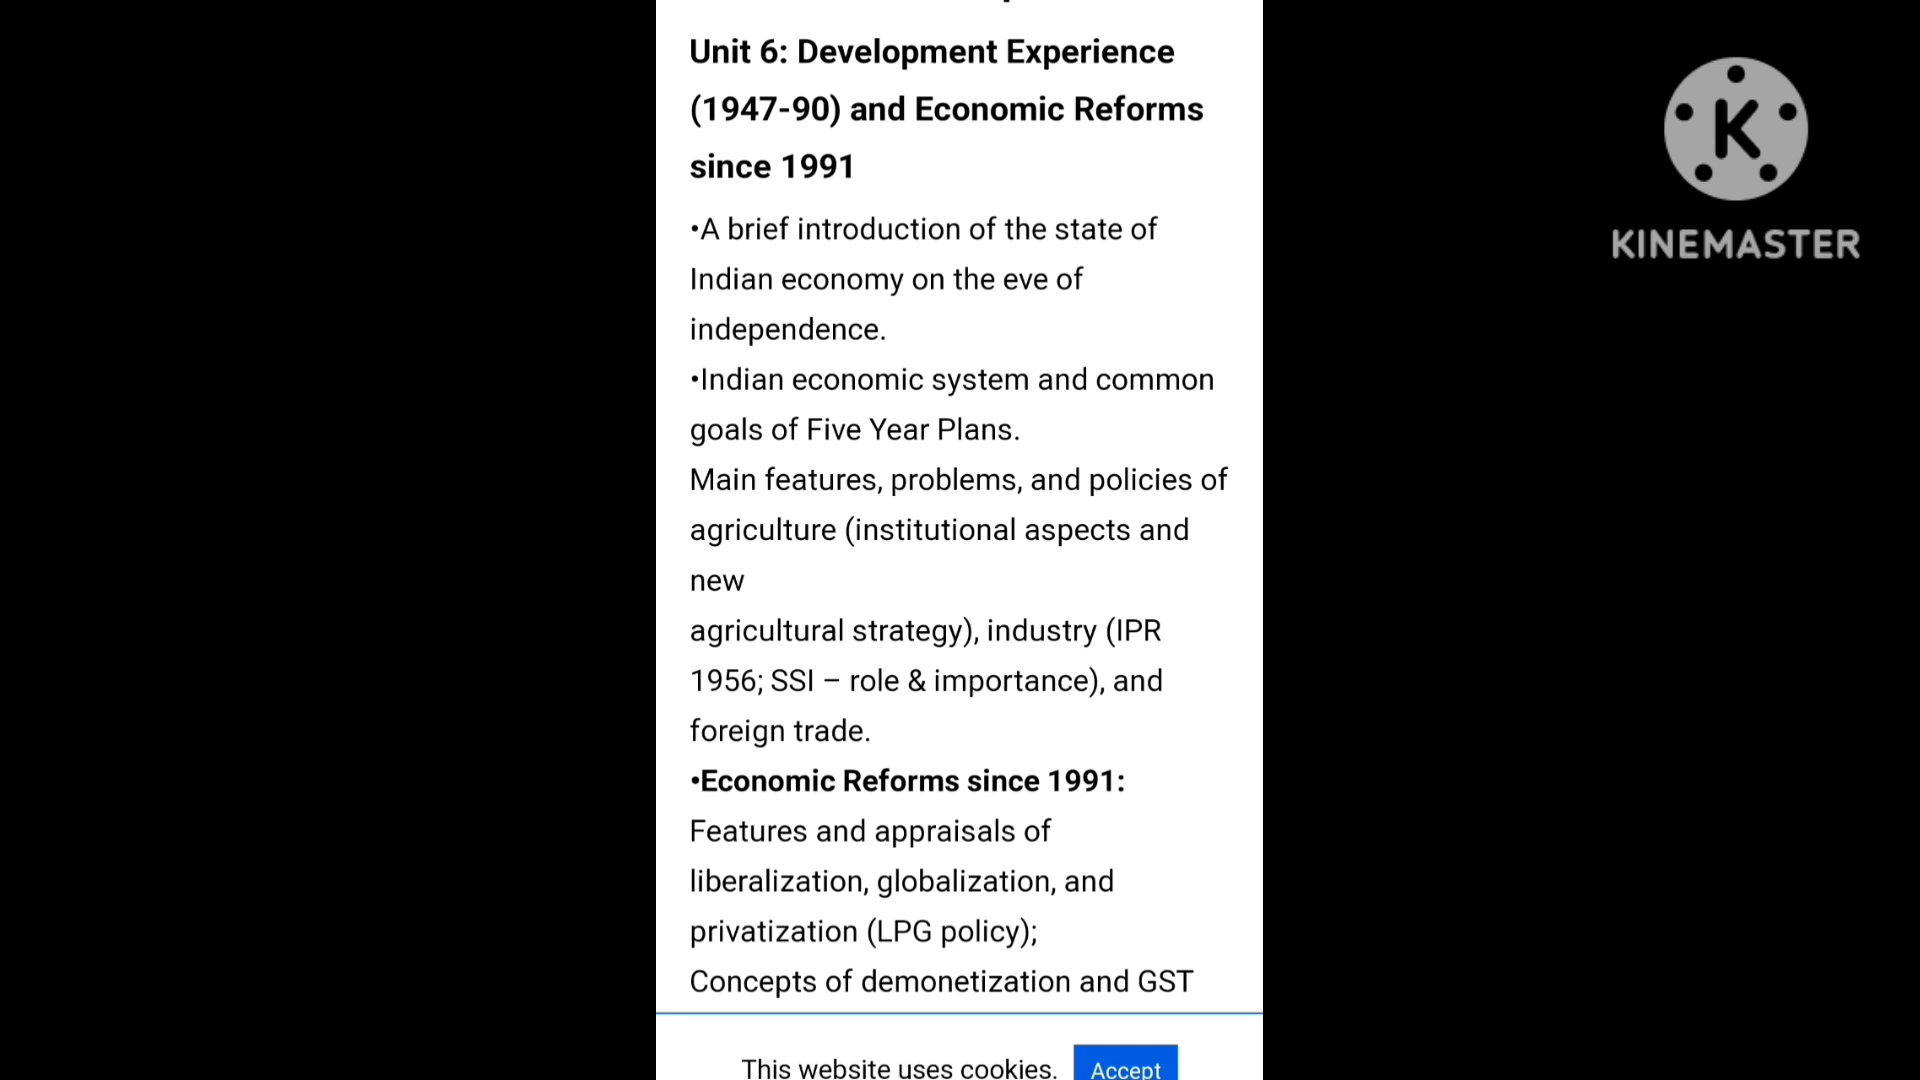 Unit 6: Development Experience
(1947-90) and Economic Reforms
since 1991
•A brief introduction of the state of
Indian economy on the eve of
independence.
•Indian economic system and common
goals of Five Year Plans.
Main features, problems, and policies of
agriculture (institutional aspects and
new
agricultural strategy), industry (IPR
1956; SSI – role & importance), and
foreign trade.
•Economic Reforms since 1991:
Features and appraisals of
liberalization, globalization, and
privatization (LPG policy);
Concepts of demonetization and GST
This website uses cookies. Accept
K
KINEMASTER